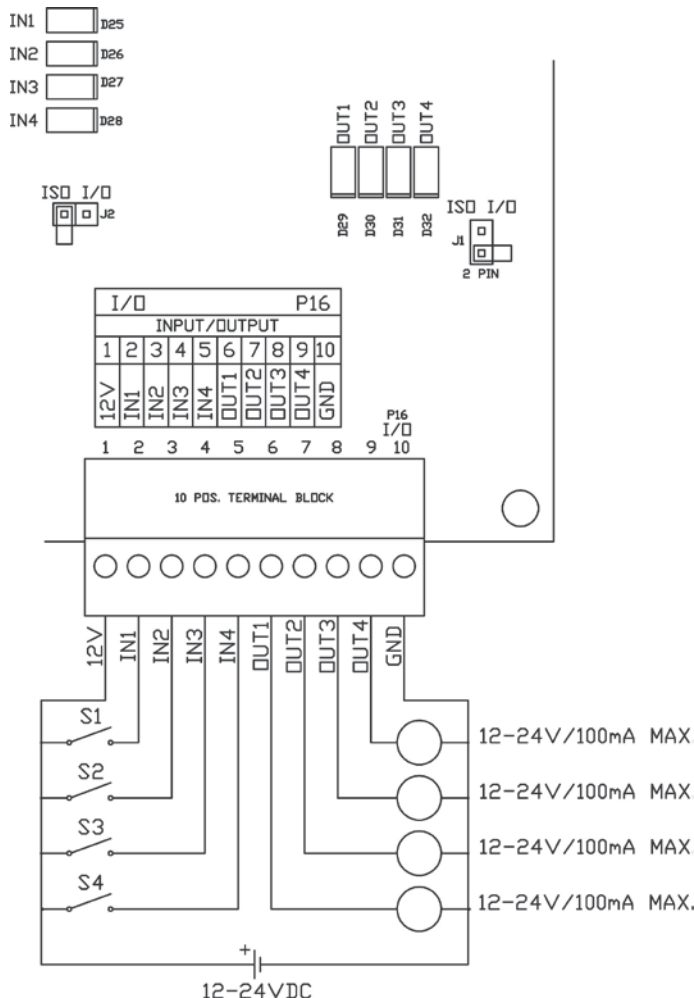 IN1 D25
IN2 D26
IN3 D27
IN4 D28
OUT1 OUT2 OUT3 OUT4
D29 D30 D31 D32
ISO I/O
J2
ISO I/O
J1
2 PIN
I/O P16
INPUT/OUTPUT
1 2 3 4 5 6 7 8 9 10
12V IN1 IN2 IN3 IN4 OUT1 OUT2 OUT3 OUT4 GND
P16
I/O
1 2 3 4 5 6 7 8 9 10
10 POS. TERMINAL BLOCK
12V IN1 IN2 IN3 IN4 OUT1 OUT2 OUT3 OUT4 GND
S1 12-24V/100mA MAX.
S2 12-24V/100mA MAX.
S3 12-24V/100mA MAX.
S4 12-24V/100mA MAX.
+
12-24VDC